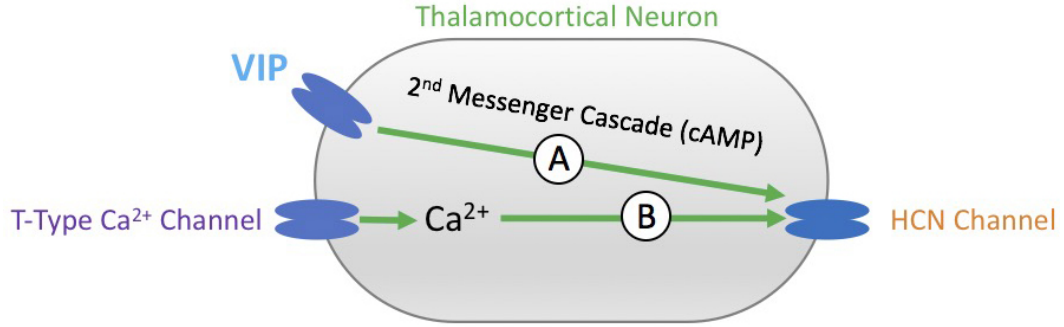 Thalamocortical Neuron
VIP
2nd Messenger Cascade (cAMP)
A
T-Type Ca2+ Channel
Ca2+
B
HCN Channel